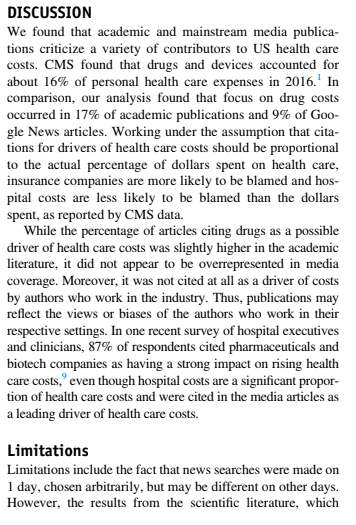 DISCUSSION
We found that academic and mainstream media publica-
tions criticize a variety of contributors to US health care
costs. CMS found that drugs and devices accounted for
about 16% of personal health care expenses in 2016.1 In
comparison, our analysis found that focus on drug costs
occurred in 17% of academic publications and 9% of Goo-
gle News articles. Working under the assumption that cita-
tions for drivers of health care costs should be proportional
to the actual percentage of dollars spent on health care,
insurance companies are more likely to be blamed and hos-
pital costs are less likely to be blamed than the dollars
spent, as reported by CMS data.
While the percentage of articles citing drugs as a possible
driver of health care costs was slightly higher in the academic
literature, it did not appear to be overrepresented in media
coverage. Moreover, it was not cited at all as a driver of costs
by authors who work in the industry. Thus, publications may
reflect the views or biases of the authors who work in their
respective settings. In one recent survey of hospital executives
and clinicians, 87% of respondents cited pharmaceuticals and
biotech companies as having a strong impact on rising health
care costs,9 even though hospital costs are a significant propor-
tion of health care costs and were cited in the media articles as
a leading driver of health care costs.
Limitations
Limitations include the fact that news searches were made on
1 day, chosen arbitrarily, but may be different on other days.
However, the results from the scientific literature, which